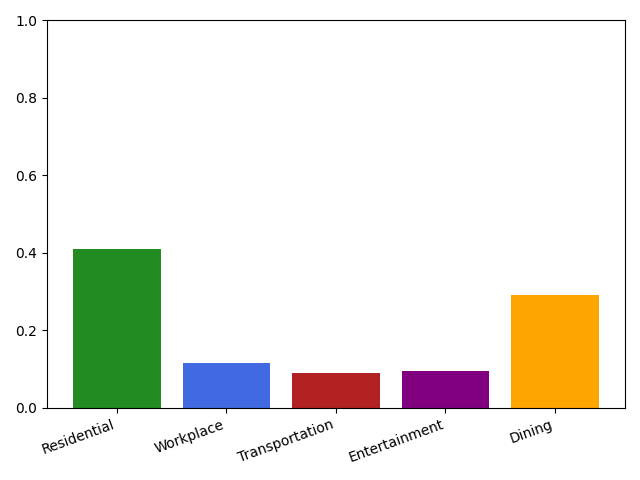 1.0
0.8
0.6
0.4
0.2
0.0
Residential
Workplace
Transportation
Entertainment
Dining